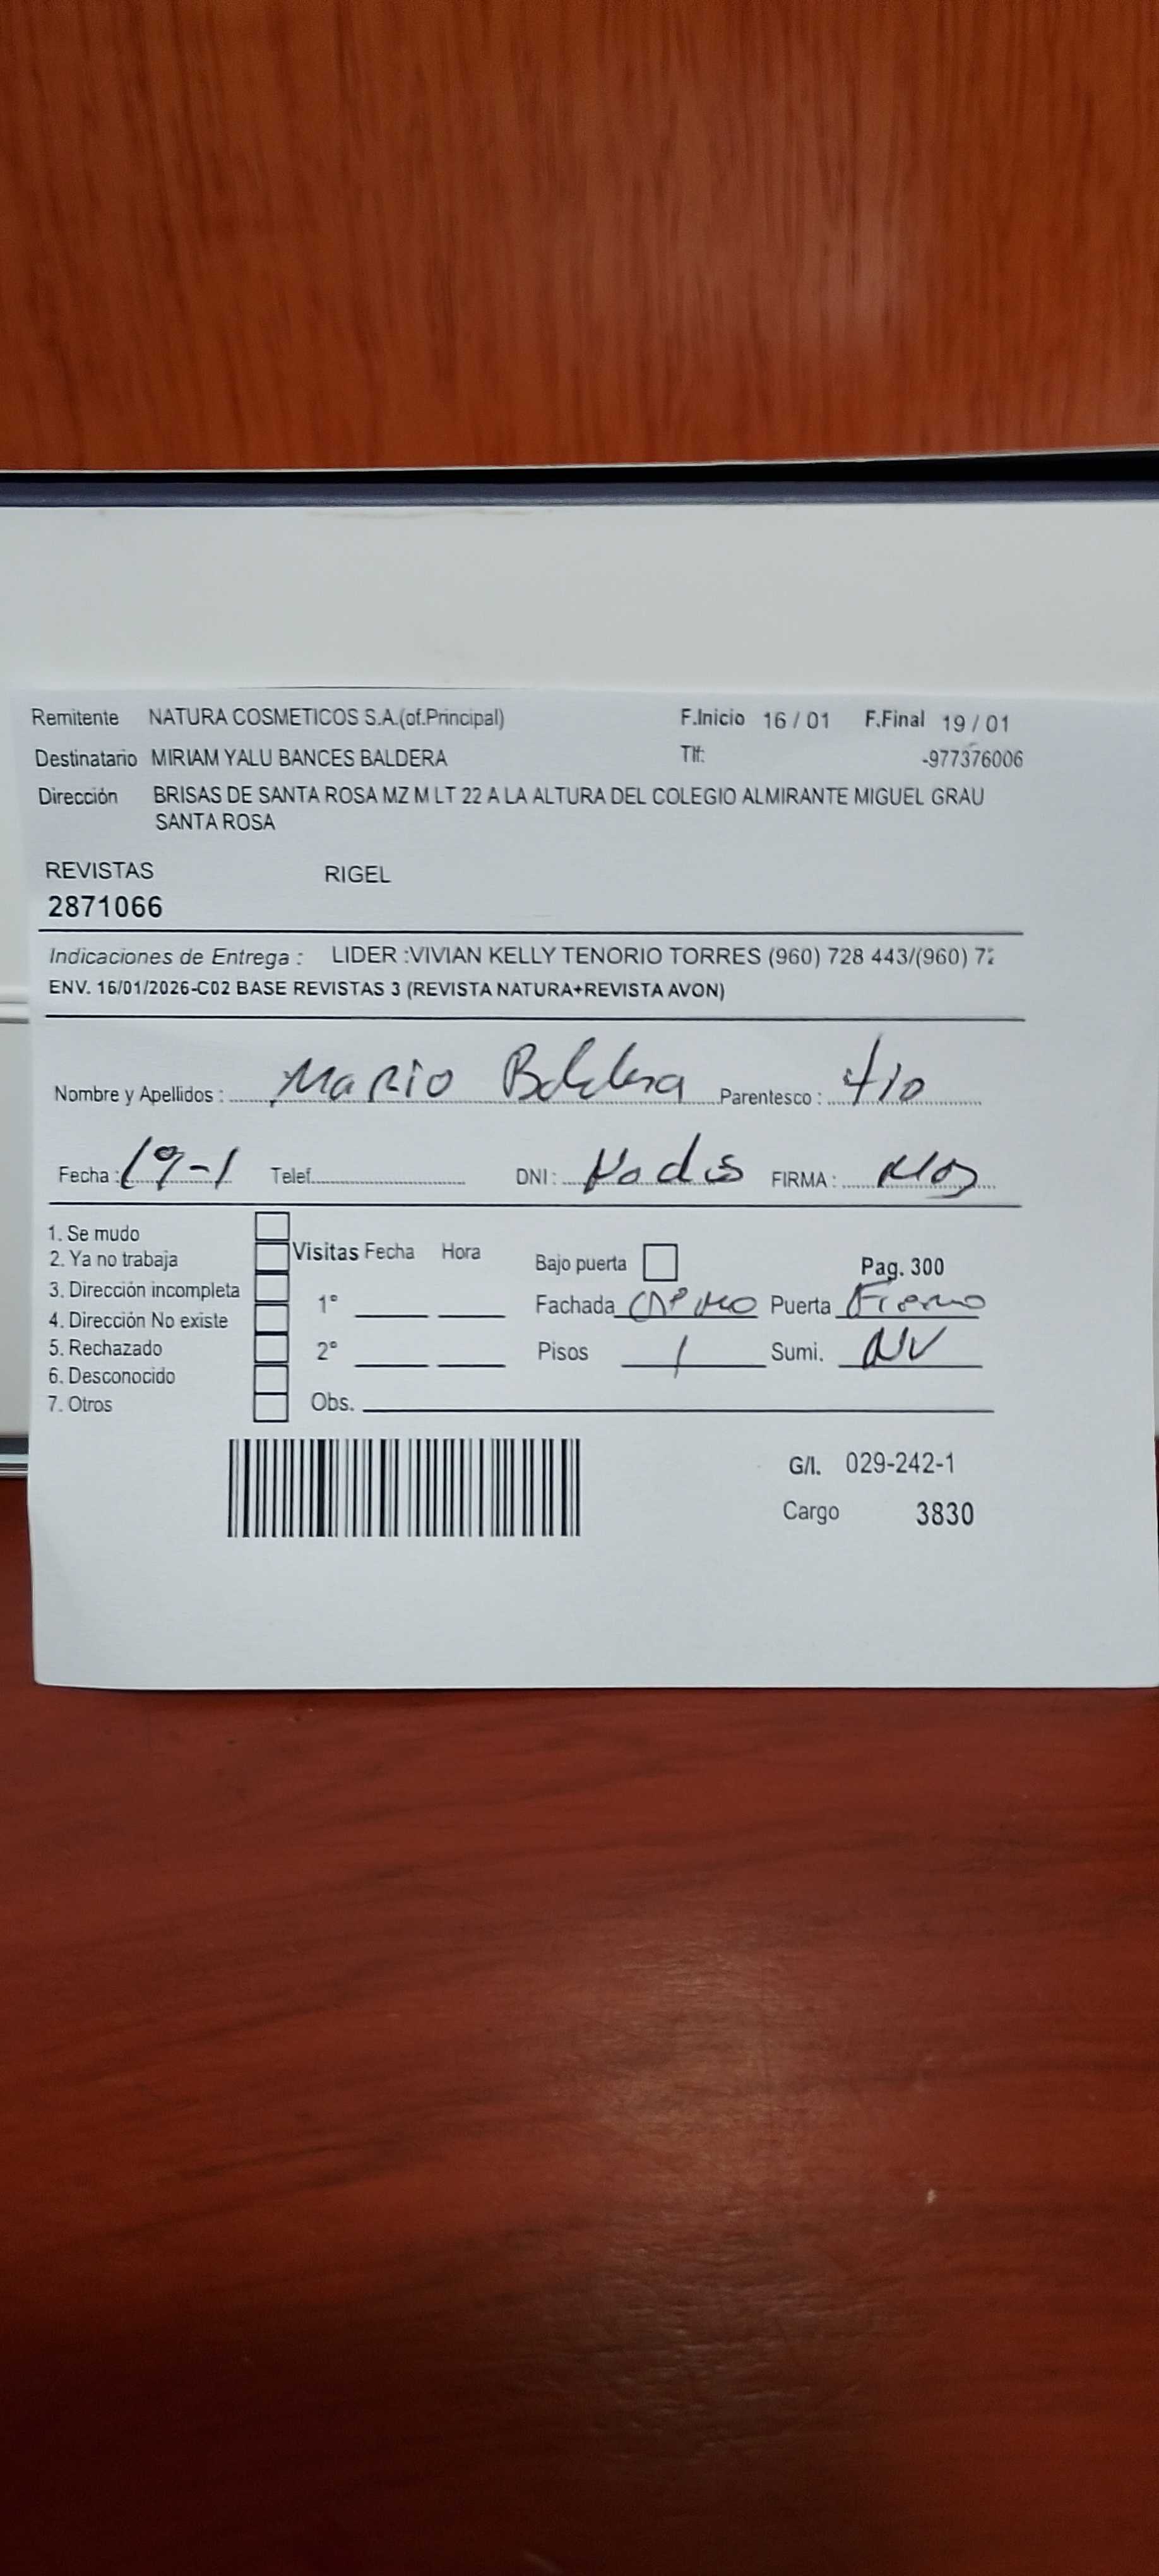 Remitente NATURA COSMETICOS S.A.(of.Principal) F.Inicio 16 / 01 F.Final 19 / 01
Destinatario MIRIAM YALU BANCES BALDERA Tlf: -977376006
Dirección BRISAS DE SANTA ROSA MZ M LT 22 A LA ALTURA DEL COLEGIO ALMIRANTE MIGUEL GRAU
SANTA ROSA
REVISTAS RIGEL
2871066
Indicaciones de Entrega : LIDER :VIVIAN KELLY TENORIO TORRES (960) 728 443/(960) 72
ENV. 16/01/2026-C02 BASE REVISTAS 3 (REVISTA NATURA+REVISTA AVON)
Nombre y Apellidos : Mario Baldera Parentesco : tio
Fecha : 19-1 Telef. DNI : FIRMA :
1. Se mudo
2. Ya no trabaja Visitas Fecha Hora Bajo puerta Pag. 300
3. Dirección incompleta 1° Fachada Puerta Fierro
4. Dirección No existe
5. Rechazado 2° Pisos 1 Sumi. NV
6. Desconocido
7. Otros Obs.
G/I. 029-242-1
Cargo 3830